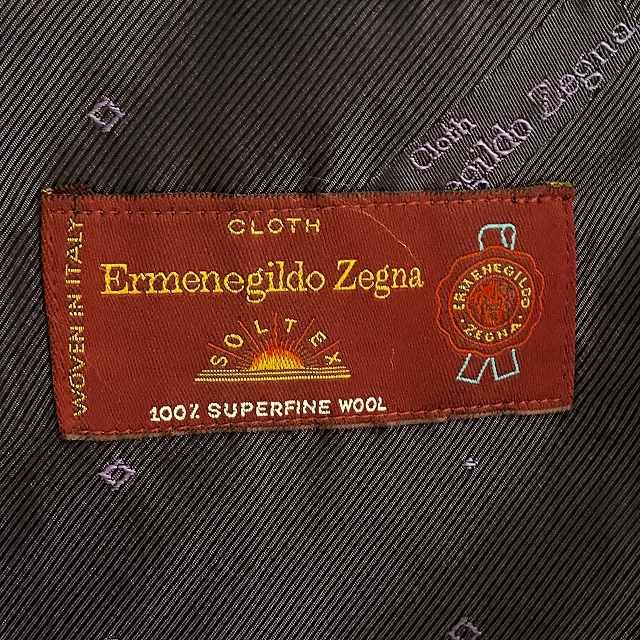 Cloth
egildo Zegna
CLOTH
Ermenegildo Zegna
SOLTEX
100% SUPERFINE WOOL
WOVEN IN ITALY
ERMENEGILDO
ZEGNA